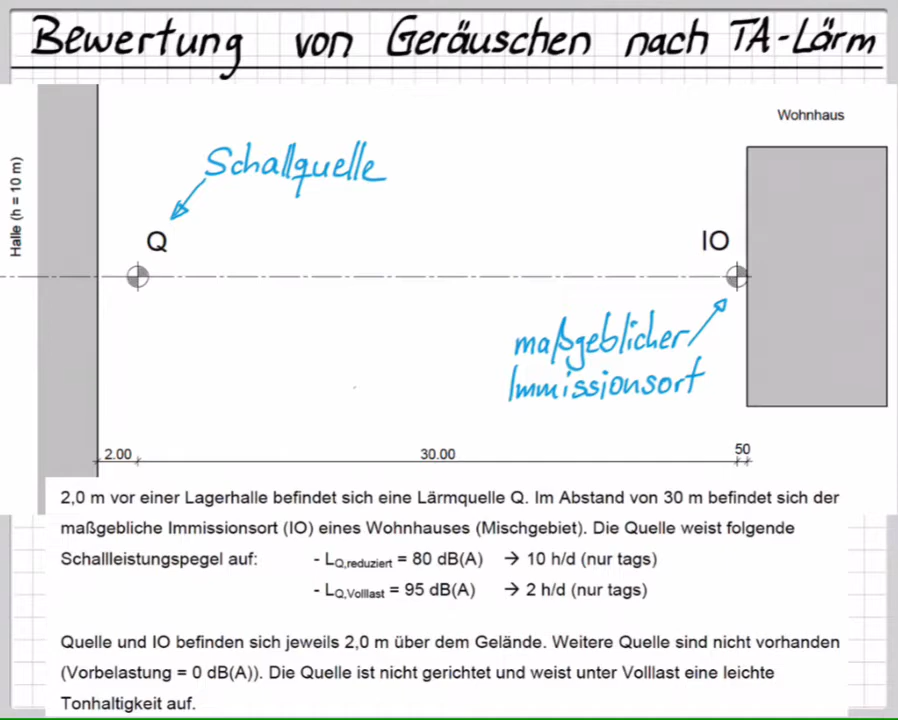 Bewertung von Geräuschen nach TA-Lärm
Wohnhaus
Schallquelle
Halle (h = 10 m)
Q
IO
maßgeblicher
Immissionsort
2.00
30.00
50
2,0 m vor einer Lagerhalle befindet sich eine Lärmquelle Q. Im Abstand von 30 m befindet sich der
maßgebliche Immissionsort (IO) eines Wohnhauses (Mischgebiet). Die Quelle weist folgende
Schallleistungspegel auf: - LQ,reduziert = 80 dB(A) → 10 h/d (nur tags)
- LQ,Volllast = 95 dB(A) → 2 h/d (nur tags)
Quelle und IO befinden sich jeweils 2,0 m über dem Gelände. Weitere Quelle sind nicht vorhanden
(Vorbelastung = 0 dB(A)). Die Quelle ist nicht gerichtet und weist unter Volllast eine leichte
Tonhaltigkeit auf.